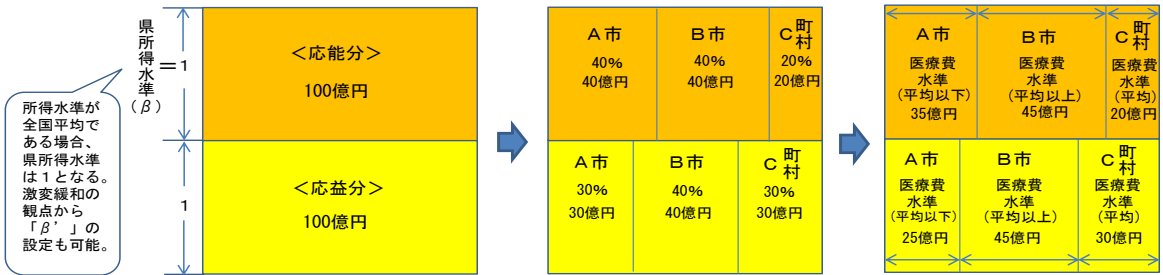 県所得水準（β）
＝
1
1
所得水準が
全国平均で
ある場合、
県所得水準
は１となる。
激変緩和の
観点から
「β’」の
設定も可能。
＜応能分＞
100億円
＜応益分＞
100億円
Ａ市
40%
40億円
Ｂ市
40%
40億円
Ｃ町村
20%
20億円
Ａ市
30%
30億円
Ｂ市
40%
40億円
Ｃ町村
30%
30億円
Ａ市
医療費
水準
（平均以下）
35億円
Ｂ市
医療費
水準
（平均以上）
45億円
Ｃ町村
医療費
水準
（平均）
20億円
Ａ市
医療費
水準
（平均以下）
25億円
Ｂ市
医療費
水準
（平均以上）
45億円
Ｃ町村
医療費
水準
（平均）
30億円